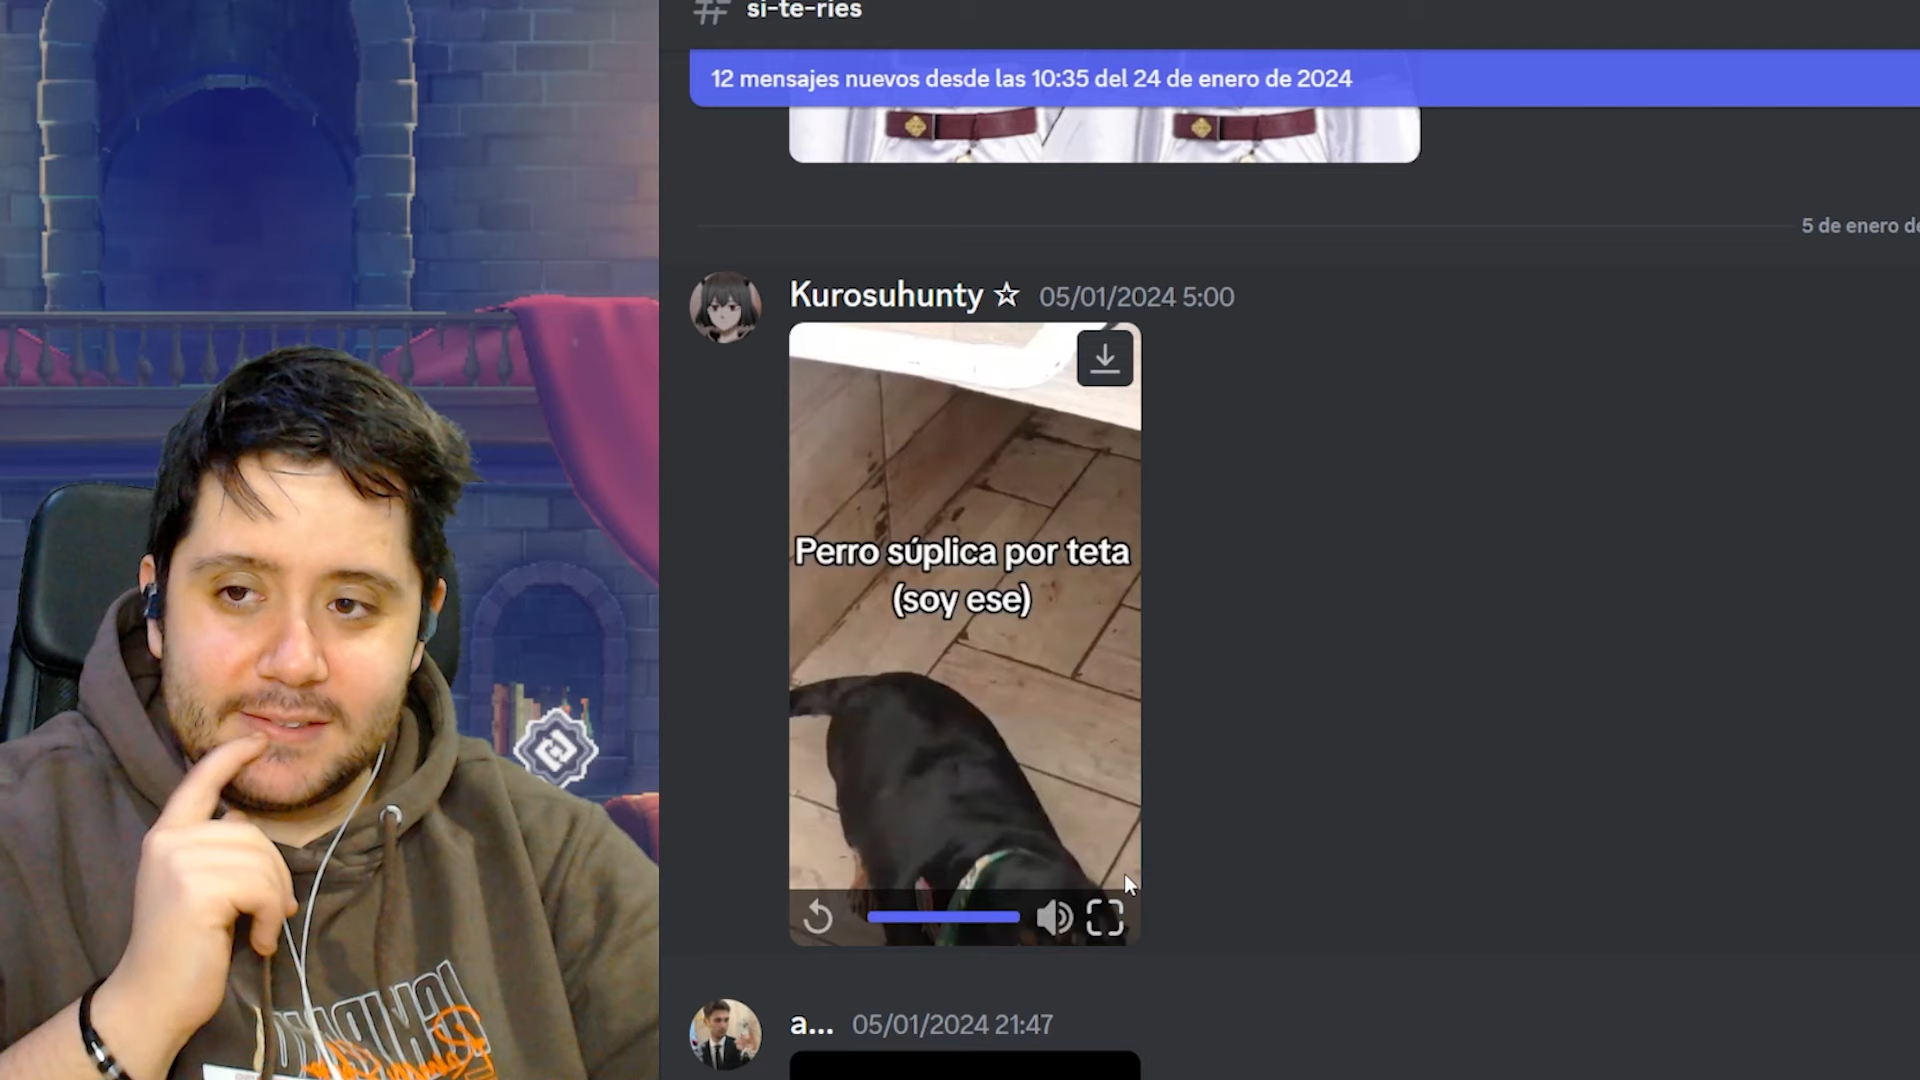 si-te-ries
12 mensajes nuevos desde las 10:35 del 24 de enero de 2024
5 de enero de
Kurosuhunty ☆ 05/01/2024 5:00
Perro súplica por teta
(soy ese)
a... 05/01/2024 21:47